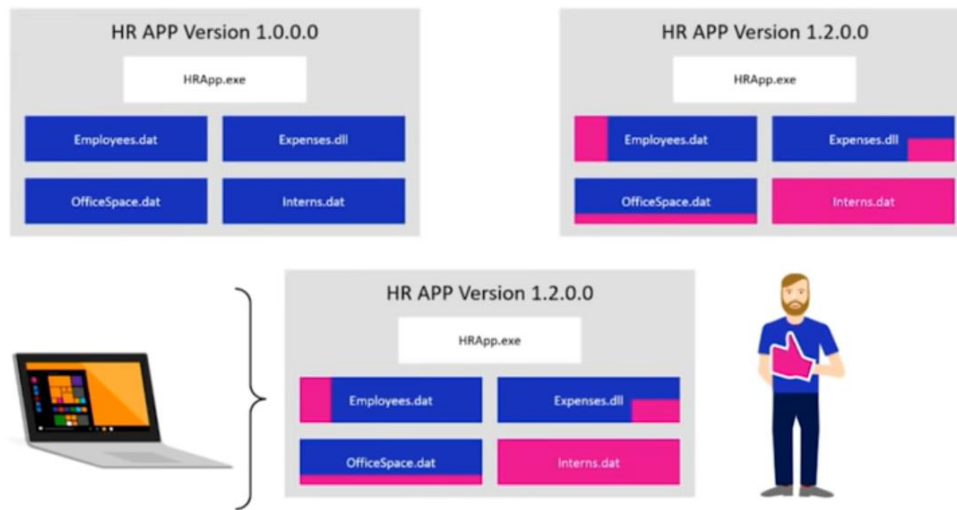 HR APP Version 1.0.0.0
HRApp.exe
Employees.dat
Expenses.dll
OfficeSpace.dat
Interns.dat
HR APP Version 1.2.0.0
HRApp.exe
Employees.dat
Expenses.dll
OfficeSpace.dat
Interns.dat
HR APP Version 1.2.0.0
HRApp.exe
Employees.dat
Expenses.dll
OfficeSpace.dat
Interns.dat